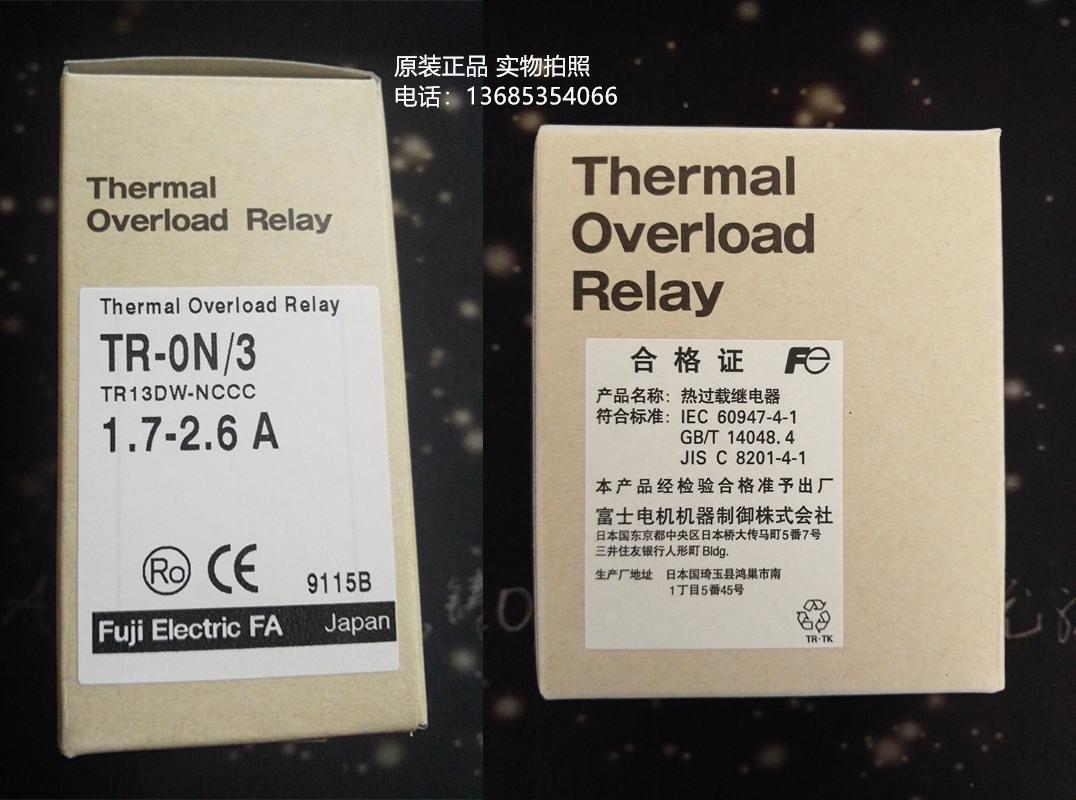 原装正品 实物拍照
电话：13685354066
Thermal
Overload Relay
Thermal Overload Relay
TR-0N/3
TR13DW-NCCC
1.7-2.6 A
Ro CE
9115B
Fuji Electric FA Japan
Thermal
Overload
Relay
合格证 Fe
产品名称：热过载继电器
符合标准：IEC 60947-4-1
GB/T 14048.4
JIS C 8201-4-1
本产品经检验合格准予出厂
富士电机机器制御株式会社
日本国东京都中央区日本桥大传马町5番7号
三井住友银行人形町 Bldg.
生产厂地址 日本国琦玉县鸿巢市南
1丁目5番45号
TR·TK